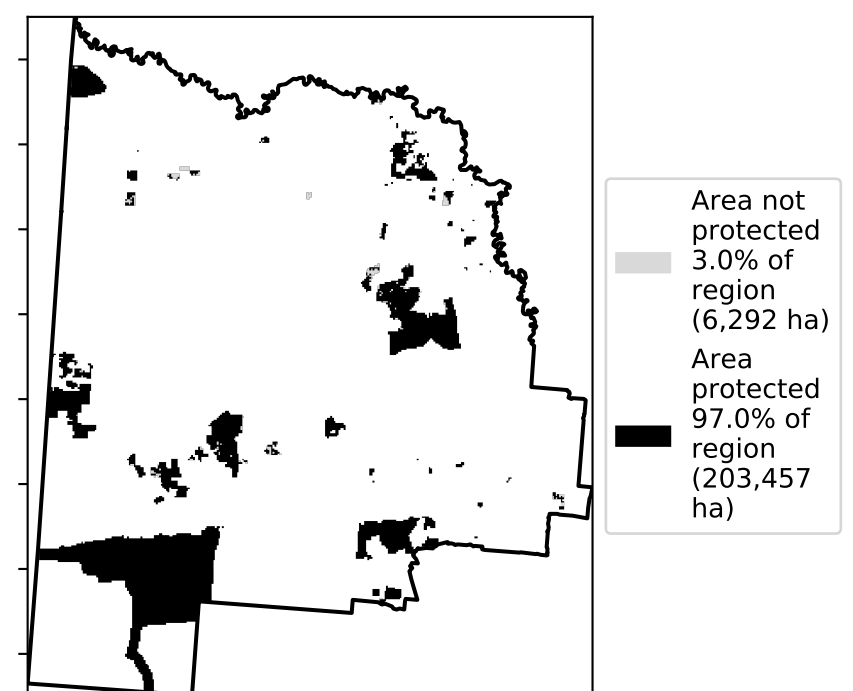 Area not
protected
3.0% of
region
(6,292 ha)
Area
protected
97.0% of
region
(203,457
ha)